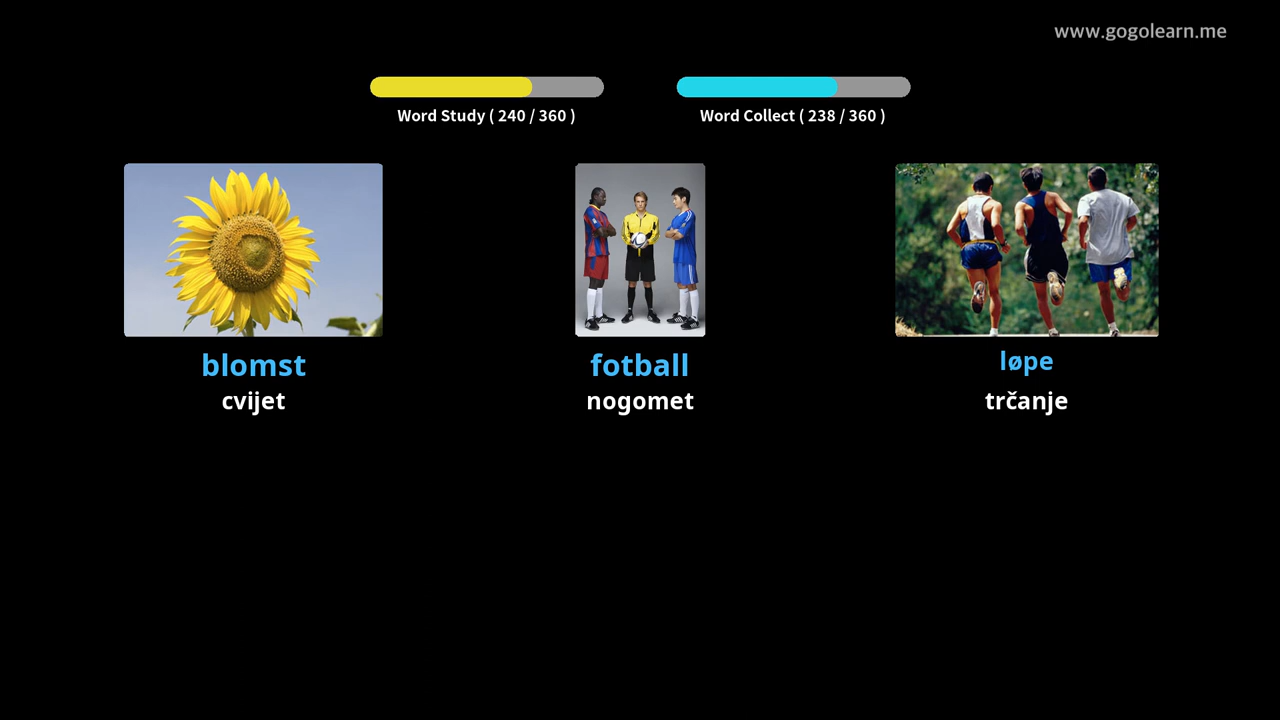 www.gogolearn.me
Word Study ( 240 / 360 )
Word Collect ( 238 / 360 )
blomst
cvijet
fotball
nogomet
løpe
trčanje